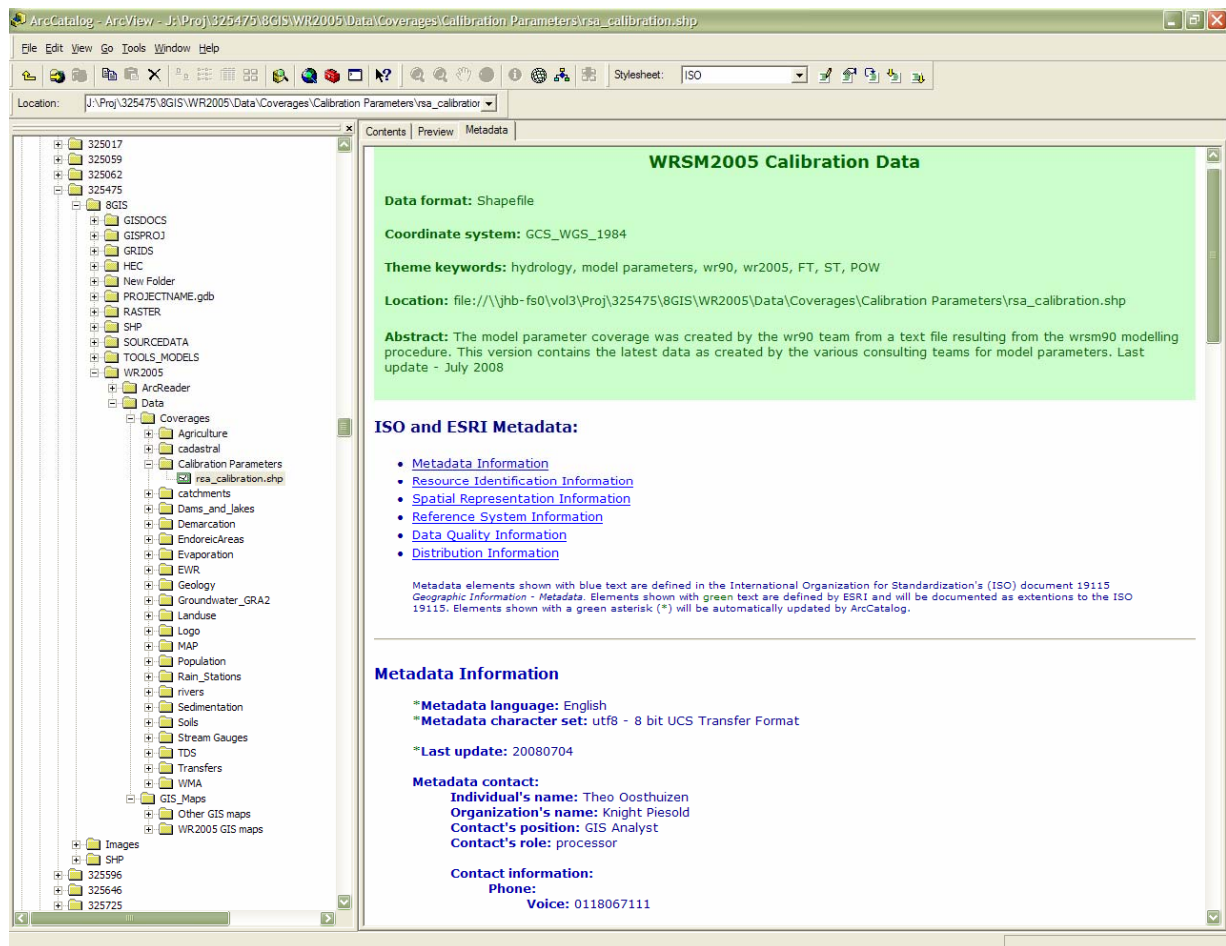 ArcCatalog - ArcView - J:\Proj\325475\8GIS\WR2005\Data\Coverages\Calibration Parameters\rsa_calibration.shp
File Edit View Go Tools Window Help
Stylesheet: ISO
Location: J:\Proj\325475\8GIS\WR2005\Data\Coverages\Calibration Parameters\rsa_calibration
325017
325059
325062
325475
8GIS
GISDOCS
GISPROJ
GRIDS
HEC
New Folder
PROJECTNAME.gdb
RASTER
SHP
SOURCEDATA
TOOLS_MODELS
WR2005
ArcReader
Data
Coverages
Agriculture
cadastral
Calibration Parameters
rsa_calibration.shp
catchments
Dams_and_lakes
Demarcation
EndoreicAreas
Evaporation
EWR
Geology
Groundwater_GRA2
Landuse
Logo
MAP
Population
Rain_Stations
rivers
Sedimentation
Soils
Stream Gauges
TDS
Transfers
WMA
GIS_Maps
Other GIS maps
WR2005 GIS maps
Images
SHP
325596
325646
325725
Contents Preview Metadata
WRSM2005 Calibration Data
Data format: Shapefile
Coordinate system: GCS_WGS_1984
Theme keywords: hydrology, model parameters, wr90, wr2005, FT, ST, POW
Location: file://\\jhb-fs0\vol3\Proj\325475\8GIS\WR2005\Data\Coverages\Calibration Parameters\rsa_calibration.shp
Abstract: The model parameter coverage was created by the wr90 team from a text file resulting from the wrsm90 modelling
procedure. This version contains the latest data as created by the various consulting teams for model parameters. Last
update - July 2008
ISO and ESRI Metadata:
• Metadata Information
• Resource Identification Information
• Spatial Representation Information
• Reference System Information
• Data Quality Information
• Distribution Information
Metadata elements shown with blue text are defined in the International Organization for Standardization's (ISO) document 19115
Geographic Information - Metadata. Elements shown with green text are defined by ESRI and will be documented as extentions to the ISO
19115. Elements shown with a green asterisk (*) will be automatically updated by ArcCatalog.
Metadata Information
*Metadata language: English
*Metadata character set: utf8 - 8 bit UCS Transfer Format
*Last update: 20080704
Metadata contact:
Individual's name: Theo Oosthuizen
Organization's name: Knight Piesold
Contact's position: GIS Analyst
Contact's role: processor
Contact information:
Phone:
Voice: 0118067111